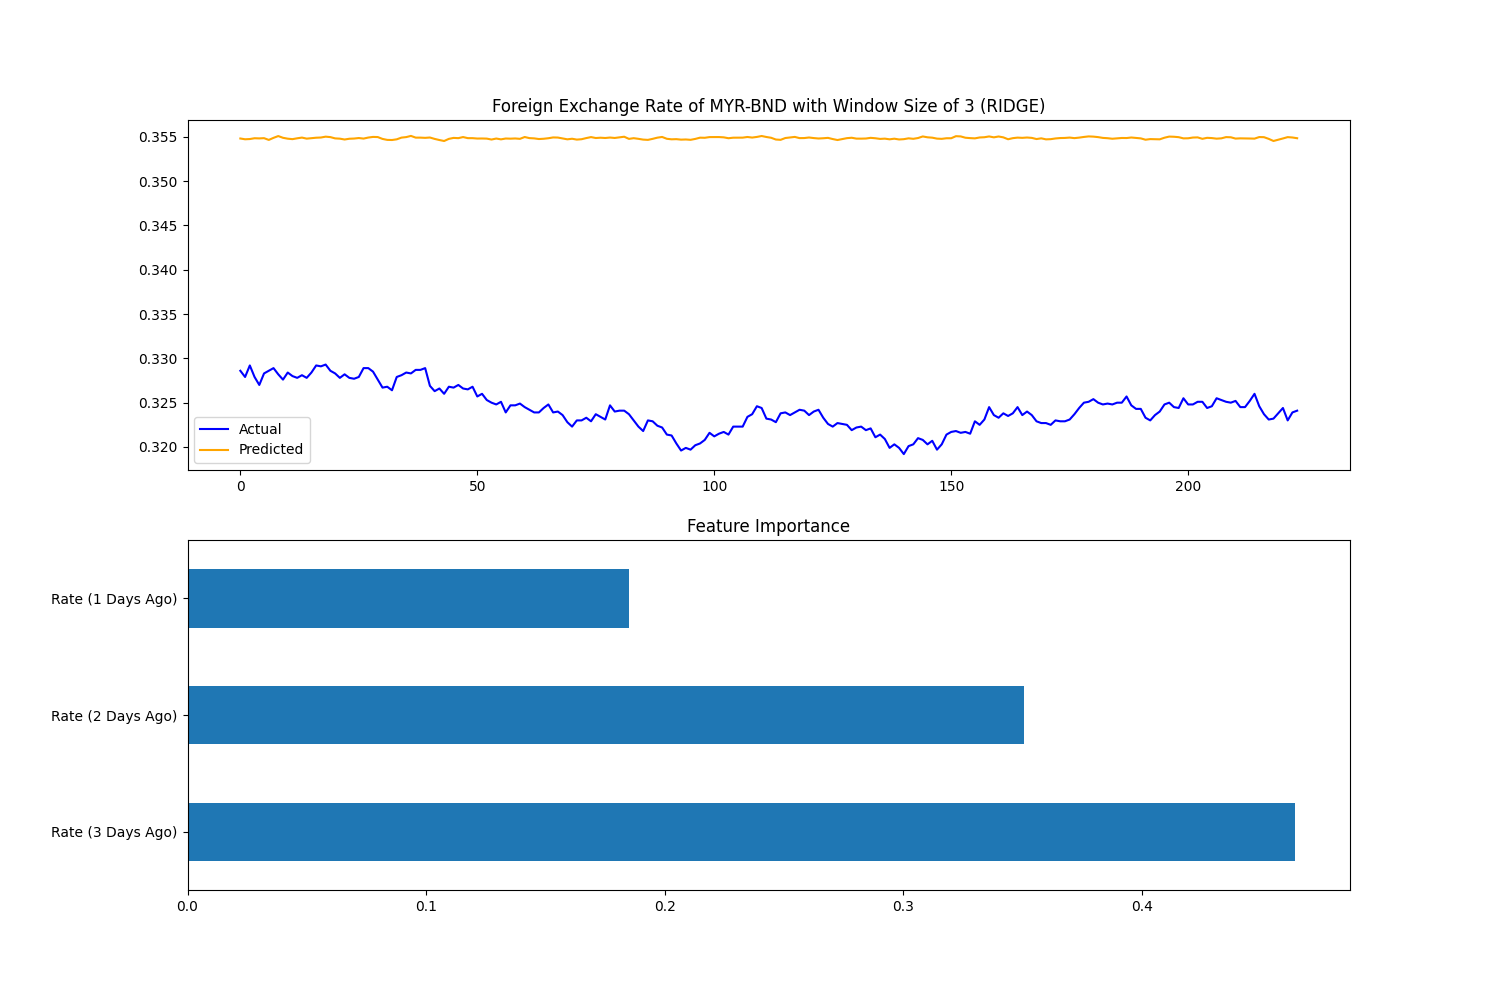 Foreign Exchange Rate of MYR-BND with Window Size of 3 (RIDGE)
0.355
0.350
0.345
0.340
0.335
0.330
0.325
0.320
Actual
Predicted
0 50 100 150 200
Feature Importance
Rate (1 Days Ago)
Rate (2 Days Ago)
Rate (3 Days Ago)
0.0 0.1 0.2 0.3 0.4